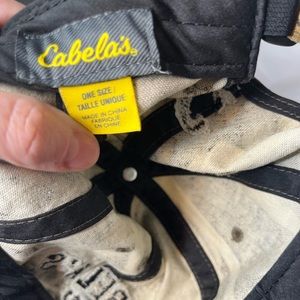 Cabela's
ONE SIZE/
TAILLE UNIQUE
MADE IN CHINA
FABRIQUÉ
EN CHINE